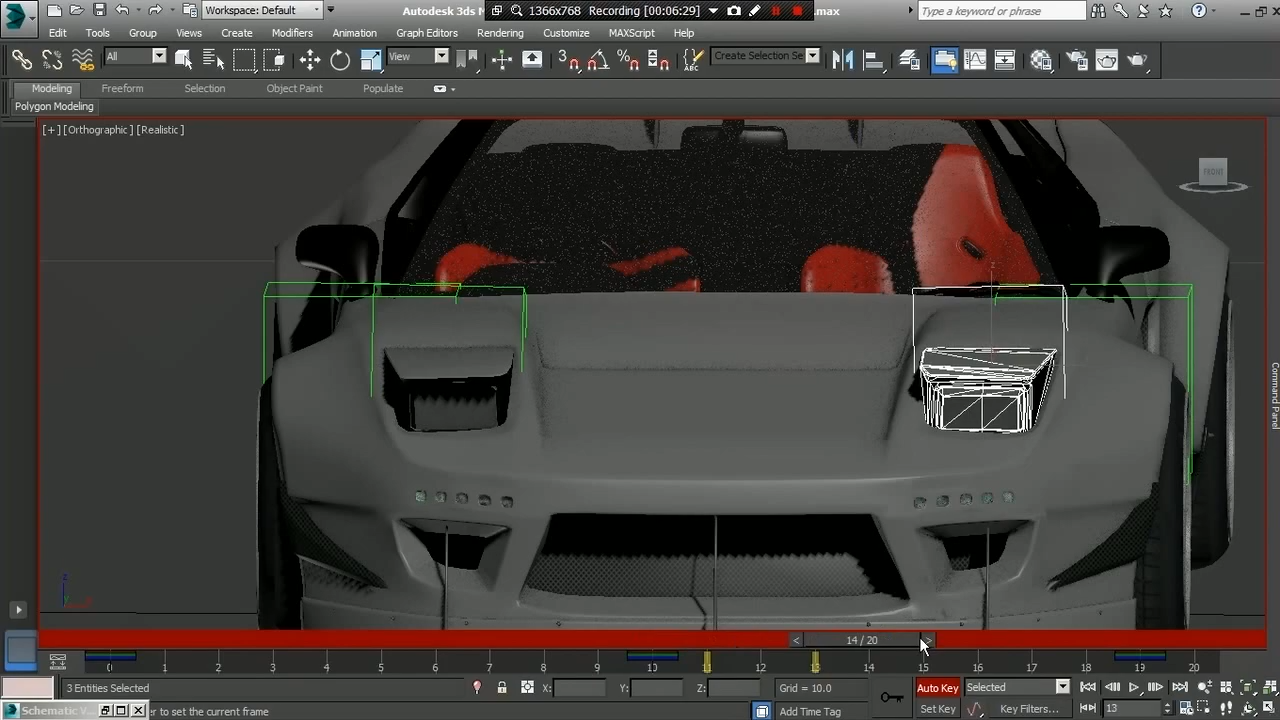 Workspace: Default
Autodesk 3ds M
1366x768 Recording [00:06:29]
.max
Type a keyword or phrase
Edit Tools Group Views Create Modifiers Animation Graph Editors Rendering Customize MAXScript Help
All
View
3
ABC
Create Selection Se
Modeling Freeform Selection Object Paint Populate
Polygon Modeling
[+] [Orthographic] [Realistic]
FRONT
Command Panel
< 14 / 20 >
0 1 2 3 4 5 6 7 8 9 10 11 12 13 14 15 16 17 18 19 20
3 Entities Selected
X: Y: Z: Grid = 10.0
Auto Key Selected
Schematic V...
er to set the current frame
Add Time Tag
Set Key Key Filters... 13